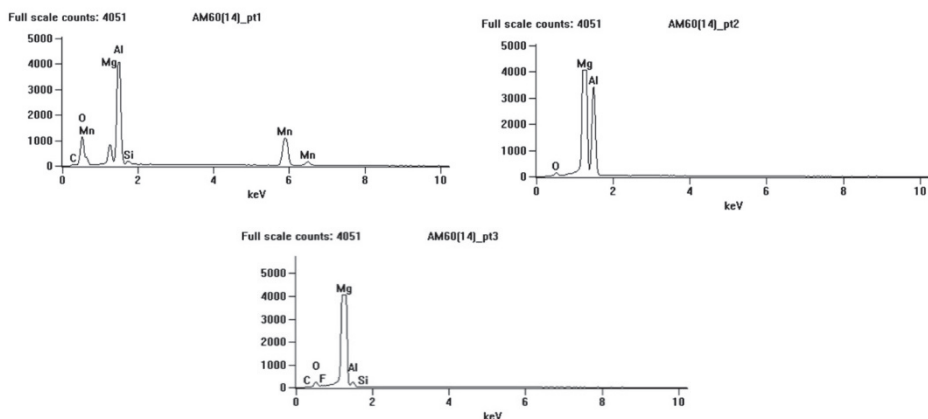 Full scale counts: 4051 AM60(14)_pt1
5000
4000
3000
2000
1000
0
Al
Mg
O
Mn
C
Si
Mn
Mn
0 2 4 6 8 10
keV
Full scale counts: 4051 AM60(14)_pt2
5000
4000
3000
2000
1000
0
Mg
Al
O
0 2 4 6 8 10
keV
Full scale counts: 4051 AM60(14)_pt3
5000
4000
3000
2000
1000
0
Mg
O
Al
C
F
Si
0 2 4 6 8 10
keV